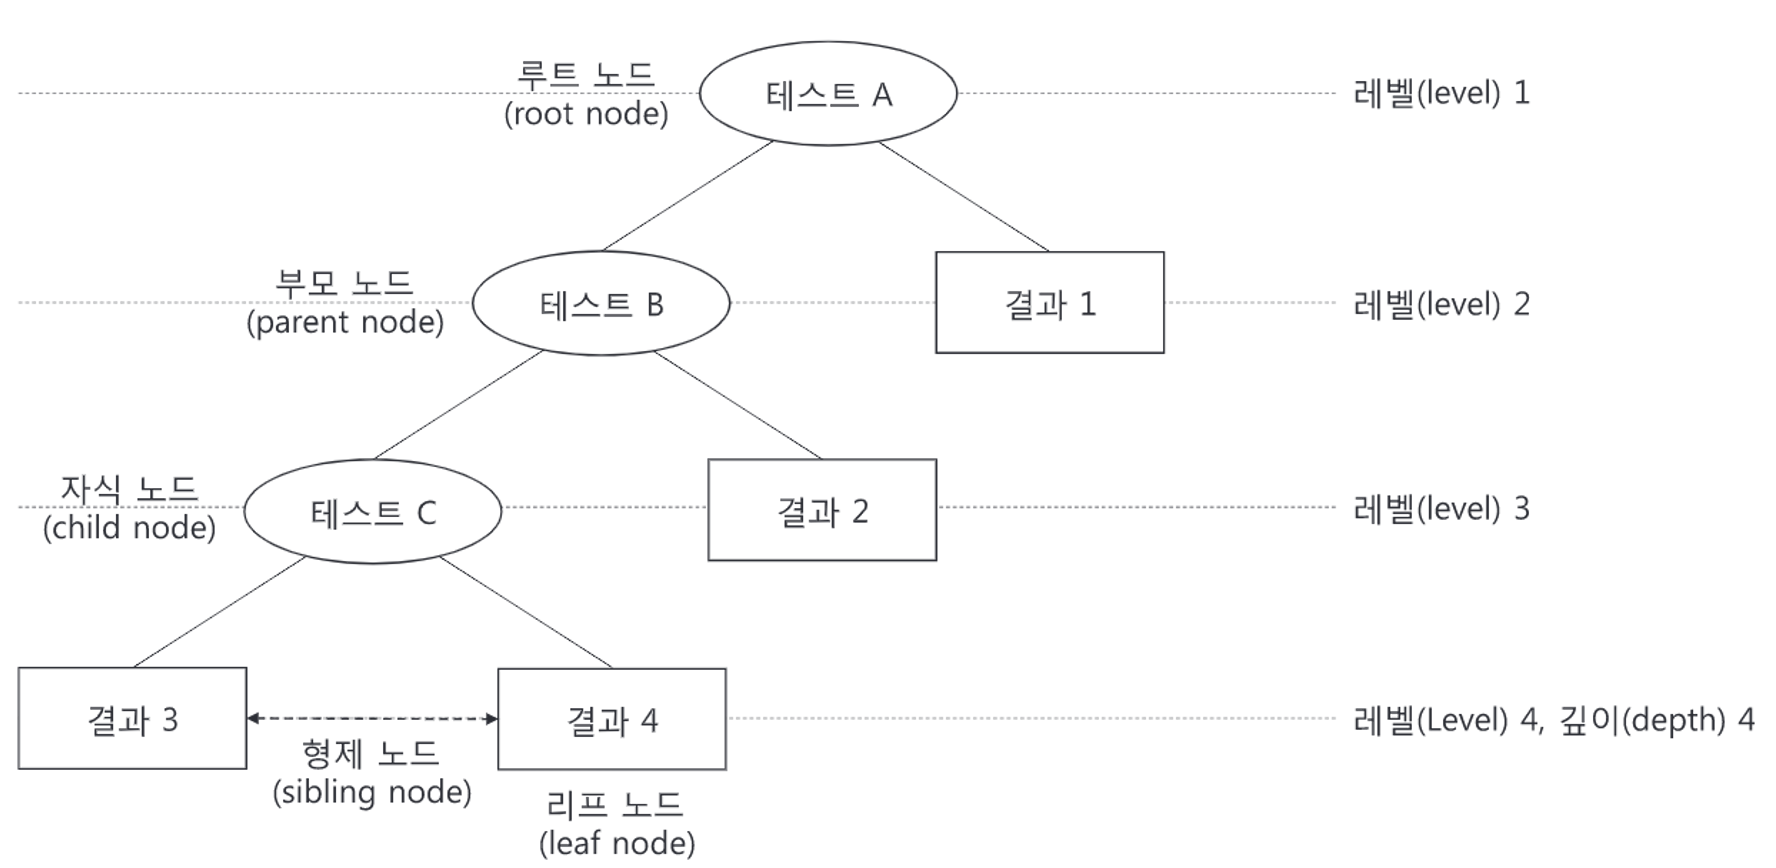 루트 노드
(root node)
테스트 A
레벨(level) 1
부모 노드
(parent node)
테스트 B
결과 1
레벨(level) 2
자식 노드
(child node)
테스트 C
결과 2
레벨(level) 3
결과 3
결과 4
레벨(Level) 4, 깊이(depth) 4
형제 노드
(sibling node)
리프 노드
(leaf node)